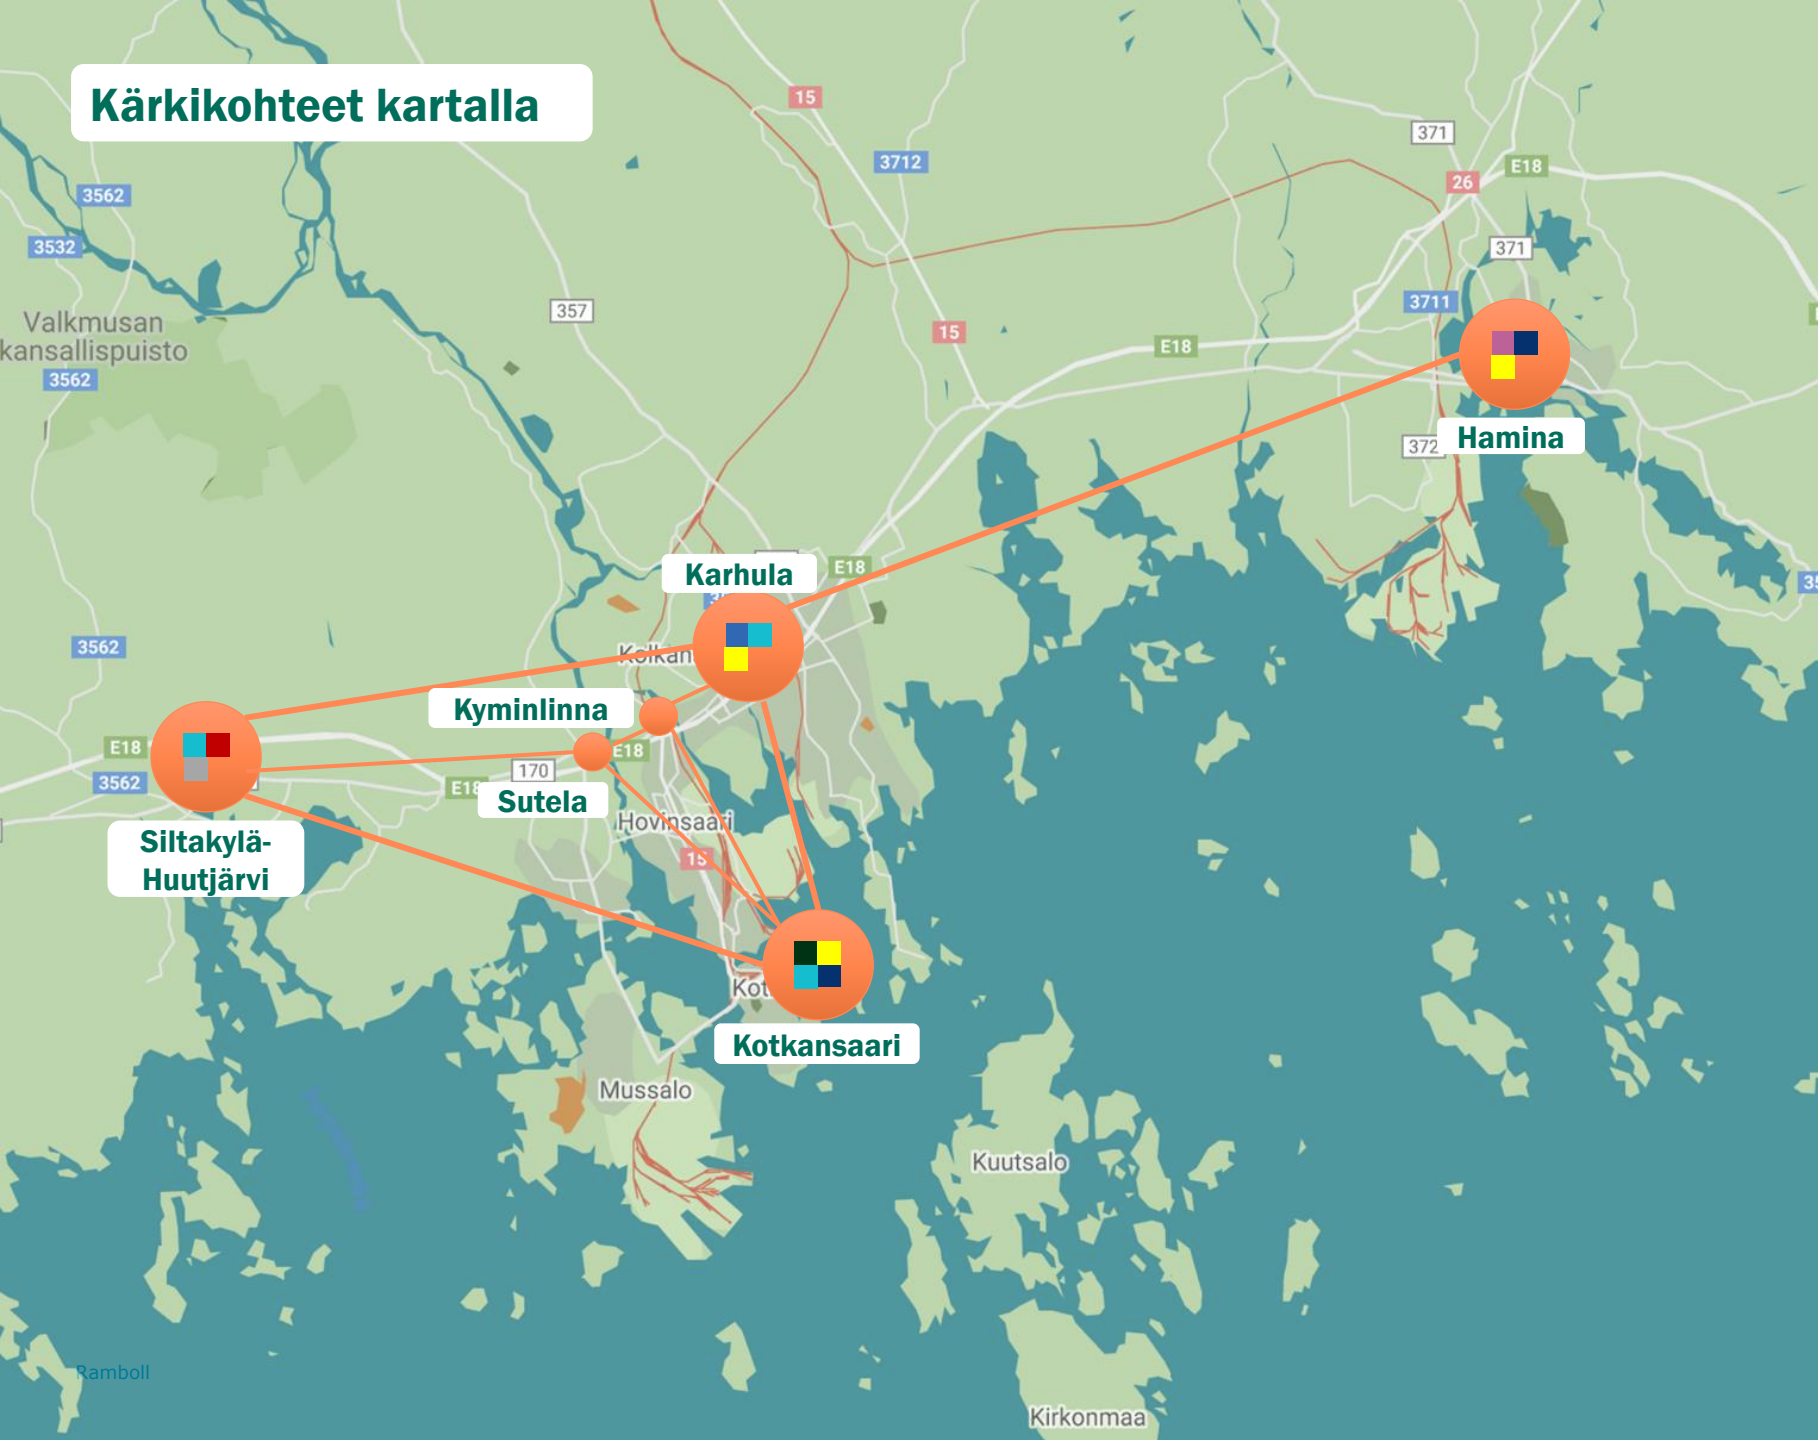 Kärkikohteet kartalla
15
371
3712
E18
26
3562
3532
371
3711
357
Valkmusan
kansallispuisto
15
E18
3562
Hamina
372
Karhula
E18
3562
Kyminlinna
E18
E18
170
3562
E18
Sutela
Hovinsaari
Siltakylä-
Huutjärvi
15
Kotkansaari
Mussalo
Kuutsalo
Ramboll
Kirkonmaa